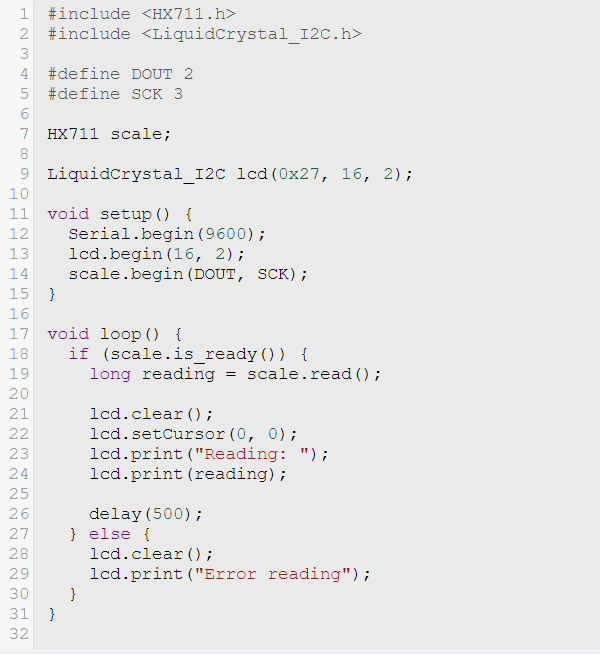 1 #include <HX711.h>
2 #include <LiquidCrystal_I2C.h>
3
4 #define DOUT 2
5 #define SCK 3
6
7 HX711 scale;
8
9 LiquidCrystal_I2C lcd(0x27, 16, 2);
10
11 void setup() {
12   Serial.begin(9600);
13   lcd.begin(16, 2);
14   scale.begin(DOUT, SCK);
15 }
16
17 void loop() {
18   if (scale.is_ready()) {
19     long reading = scale.read();
20
21     lcd.clear();
22     lcd.setCursor(0, 0);
23     lcd.print("Reading: ");
24     lcd.print(reading);
25
26     delay(500);
27   } else {
28     lcd.clear();
29     lcd.print("Error reading");
30   }
31 }
32